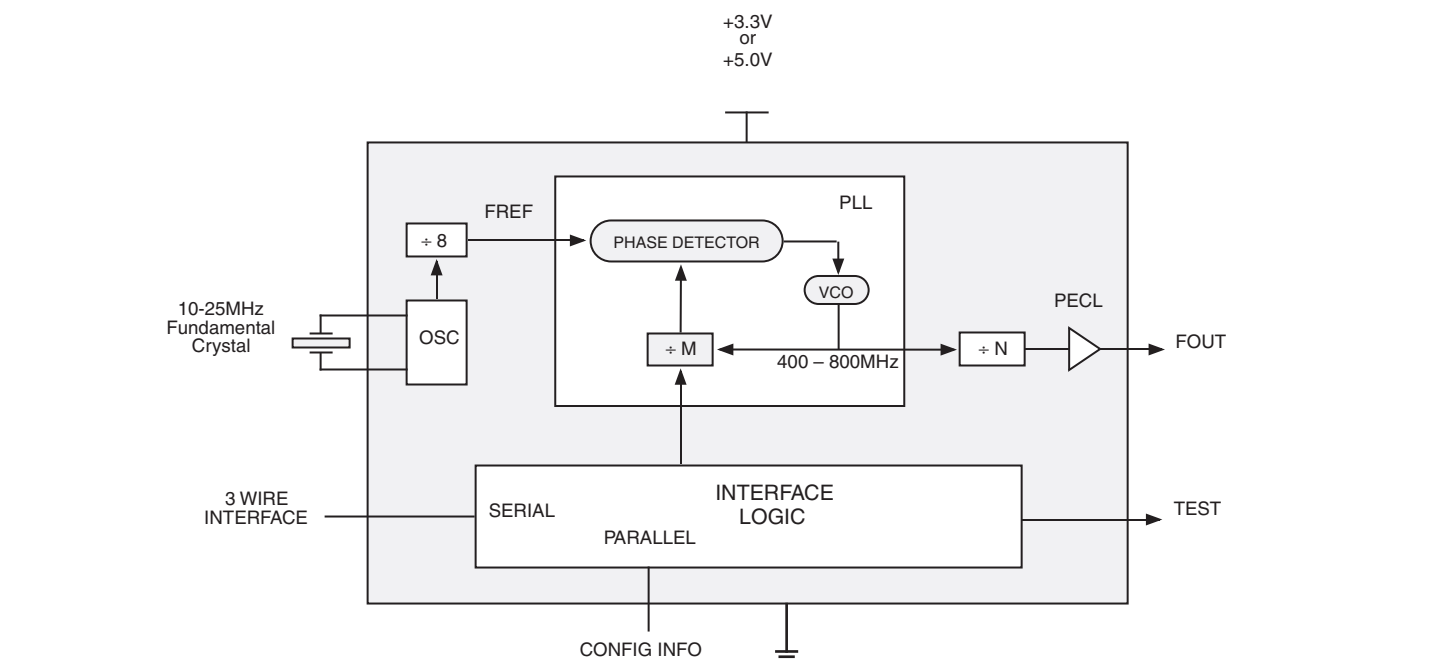 +3.3V
or
+5.0V
FREF
PLL
÷ 8
PHASE DETECTOR
VCO
10-25MHz
Fundamental
Crystal
OSC
PECL
÷ M
400 – 800MHz
÷ N
FOUT
3 WIRE
INTERFACE
SERIAL
INTERFACE
LOGIC
PARALLEL
TEST
CONFIG INFO